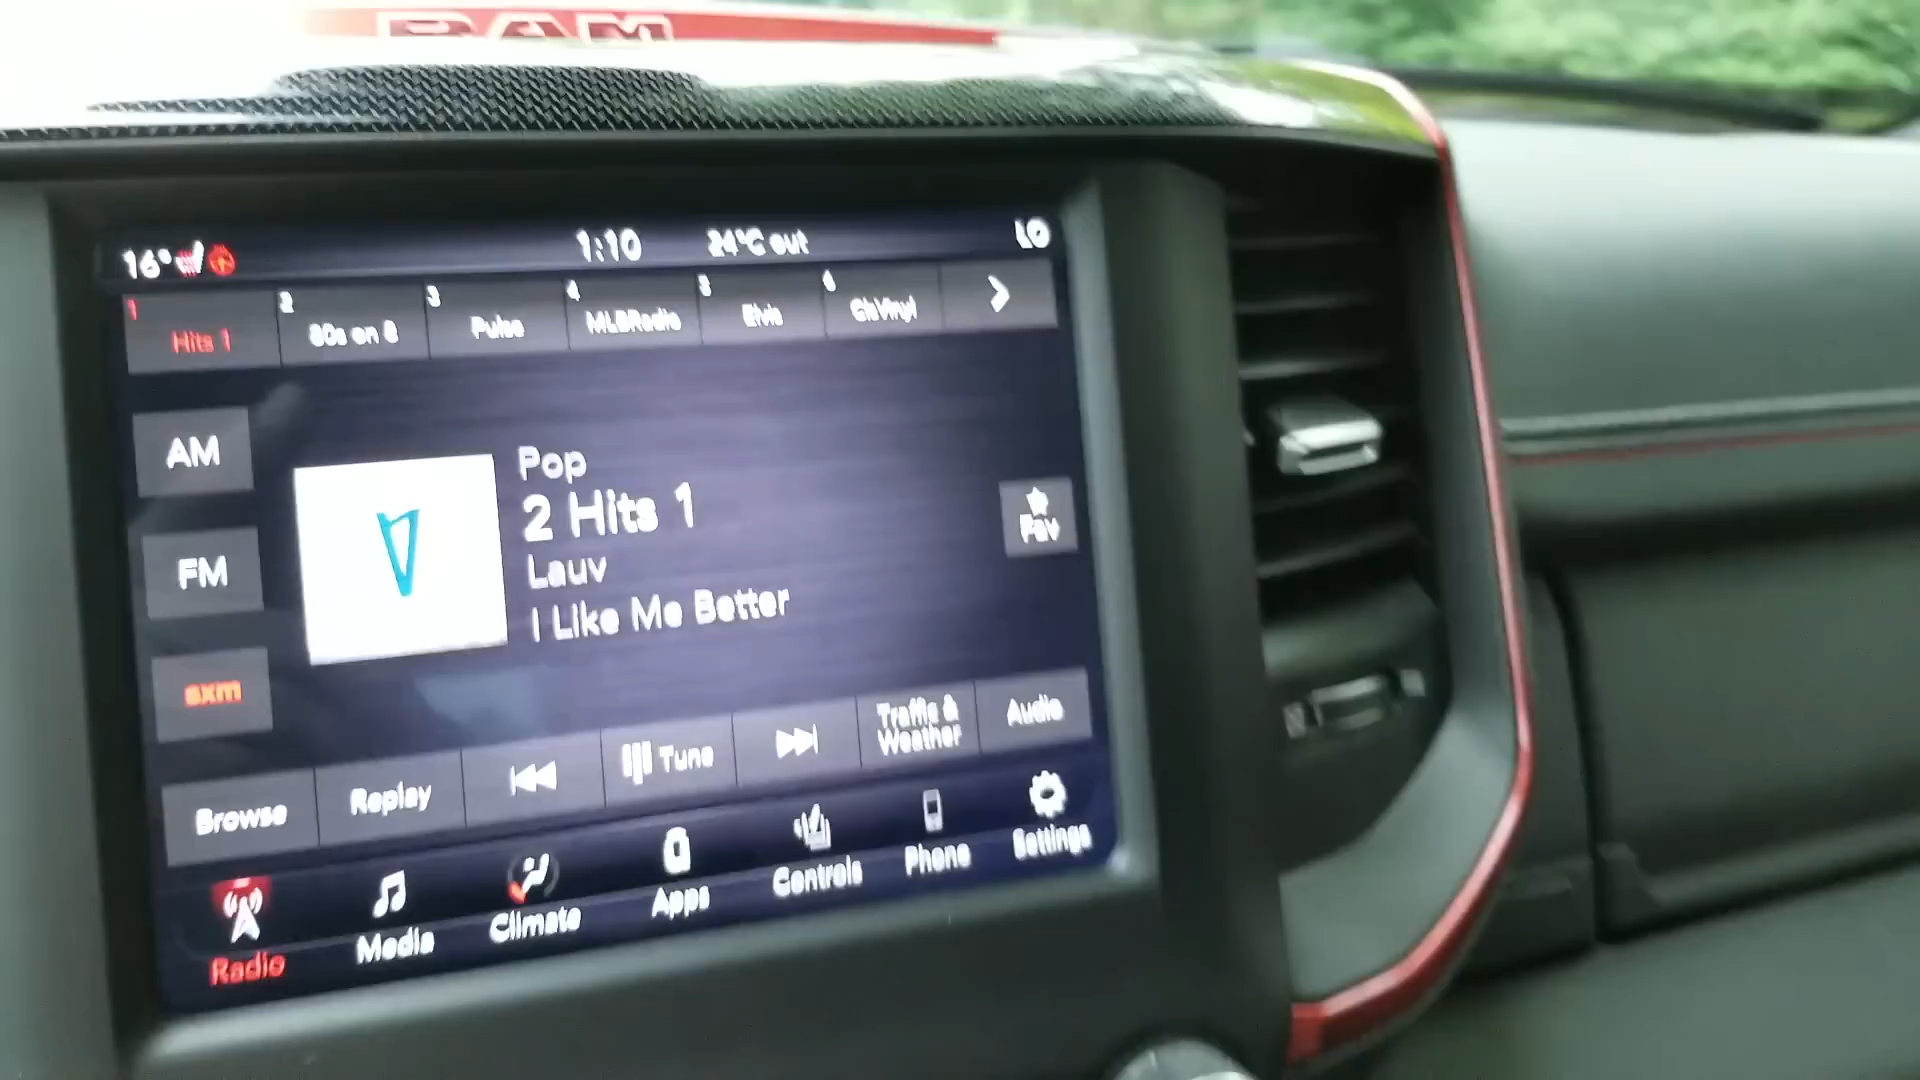 RAM
16° 1:10 24°C out LO
1 Hits 1 2 80s on 8 3 Pulse 4 MLBRadio 5 Elvis 6 ClsVinyl
AM
Pop
2 Hits 1
Lauv
I Like Me Better
Fav
FM
sxm
Browse Replay Tune Traffic & Weather Audio
Radio Media Climate Apps Controls Phone Settings